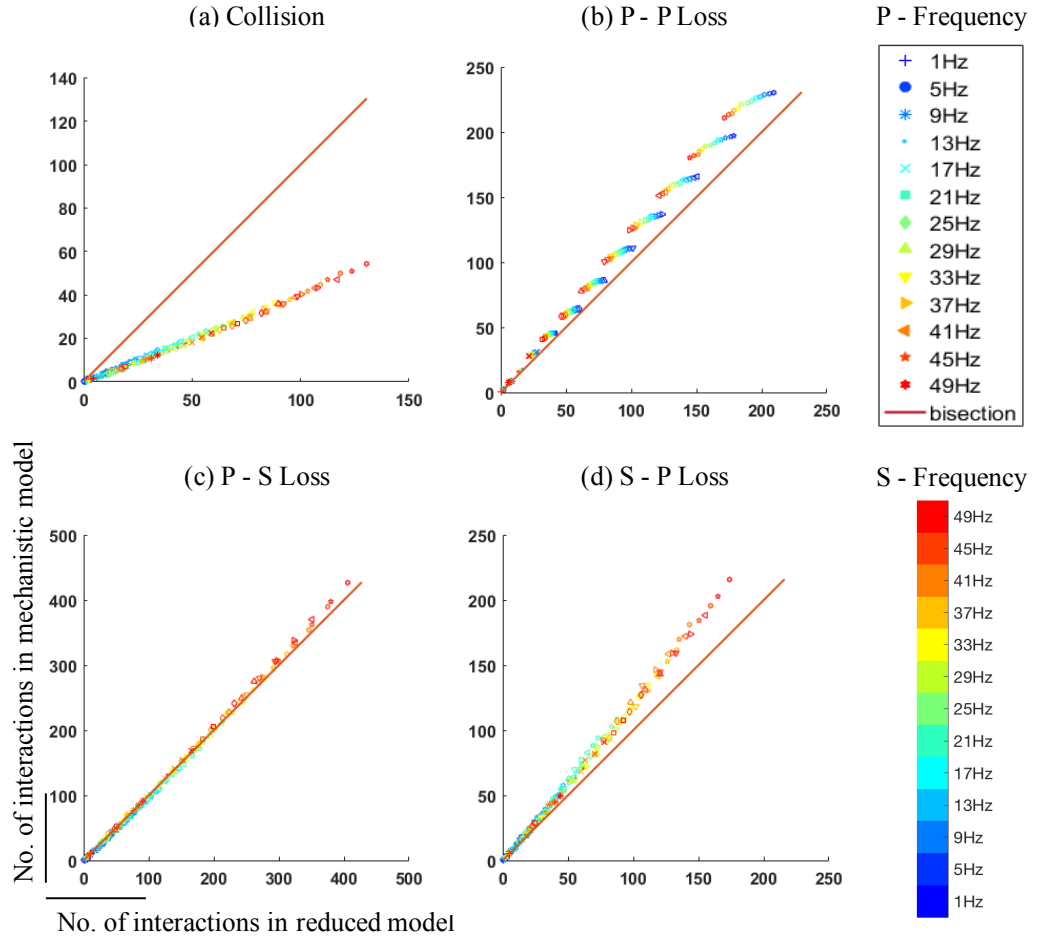 (a) Collision
(b) P - P Loss
P - Frequency
140
120
100
80
60
40
20
0
0
50
100
150
250
200
150
100
50
0
0
50
100
150
200
250
1Hz
5Hz
9Hz
13Hz
17Hz
21Hz
25Hz
29Hz
33Hz
37Hz
41Hz
45Hz
49Hz
bisection
(c) P - S Loss
(d) S - P Loss
S - Frequency
No. of interactions in mechanistic model
500
400
300
200
100
0
0
100
200
300
400
500
250
200
150
100
50
0
0
50
100
150
200
250
49Hz
45Hz
41Hz
37Hz
33Hz
29Hz
25Hz
21Hz
17Hz
13Hz
9Hz
5Hz
1Hz
No. of interactions in reduced model